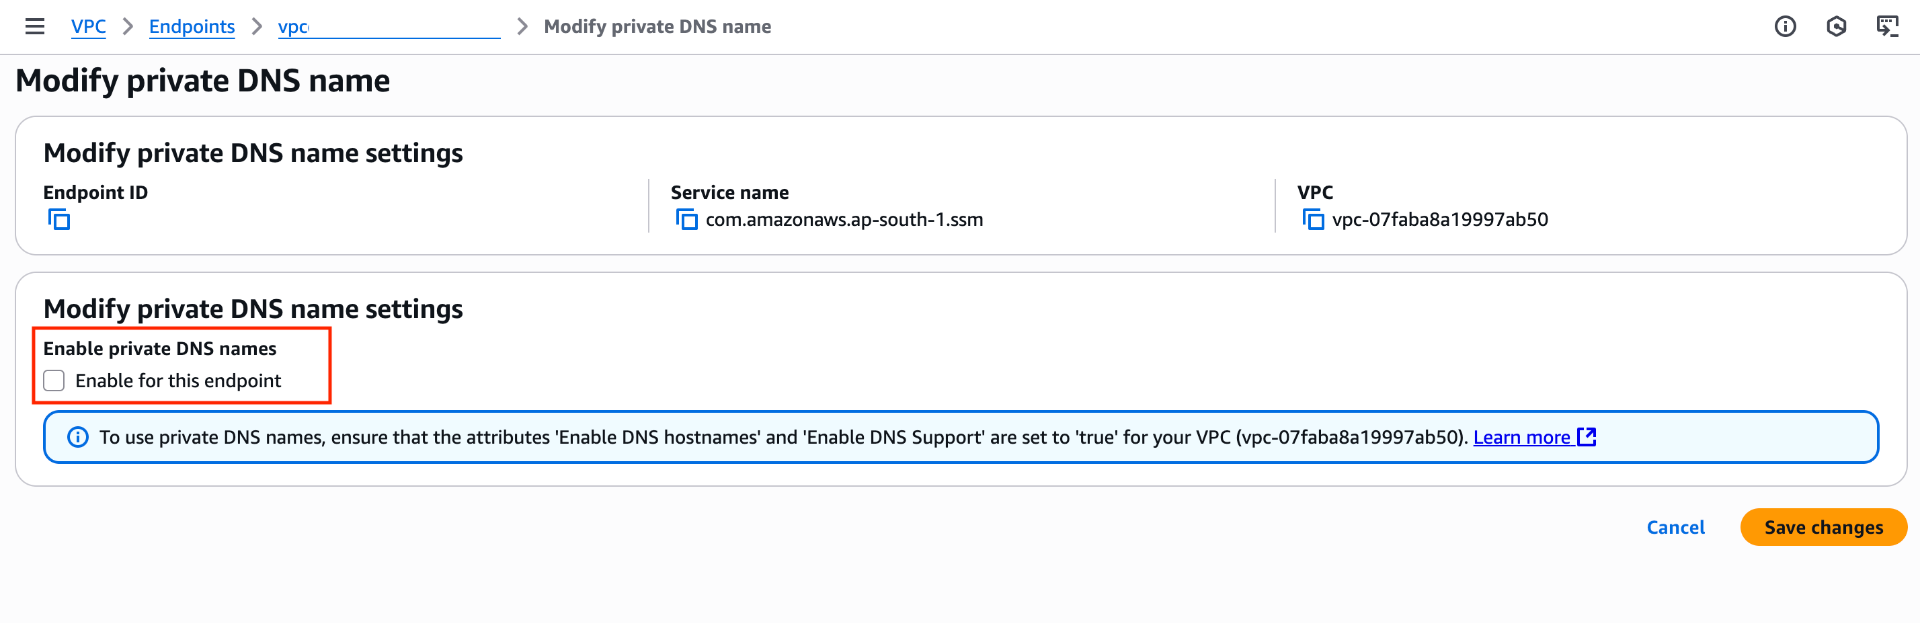 VPC > Endpoints > vpc > Modify private DNS name
Modify private DNS name
Modify private DNS name settings
Endpoint ID
Service name
com.amazonaws.ap-south-1.ssm
VPC
vpc-07faba8a19997ab50
Modify private DNS name settings
Enable private DNS names
Enable for this endpoint
To use private DNS names, ensure that the attributes 'Enable DNS hostnames' and 'Enable DNS Support' are set to 'true' for your VPC (vpc-07faba8a19997ab50). Learn more
Cancel
Save changes